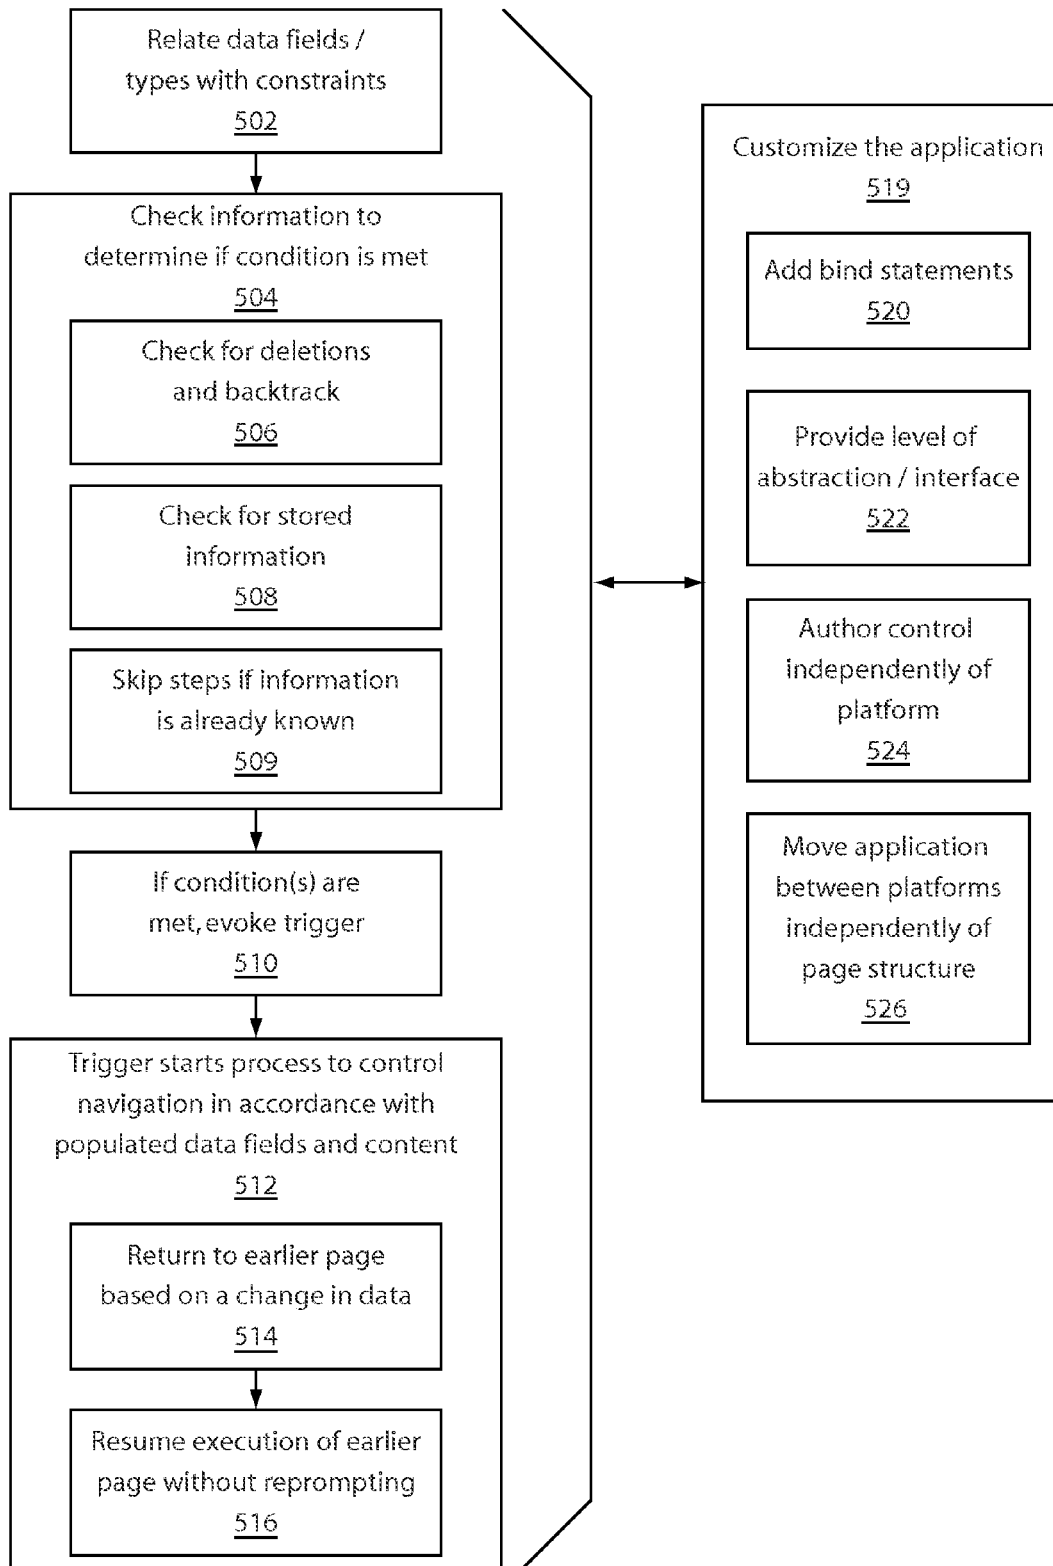 Relate data fields /
types with constraints
502
Check information to
determine if condition is met
504
Check for deletions
and backtrack
506
Check for stored
information
508
Skip steps if information
is already known
509
If condition(s) are
met, evoke trigger
510
Trigger starts process to control
navigation in accordance with
populated data fields and content
512
Return to earlier page
based on a change in data
514
Resume execution of earlier
page without reprompting
516
Customize the application
519
Add bind statements
520
Provide level of
abstraction / interface
522
Author control
independently of
platform
524
Move application
between platforms
independently of
page structure
526